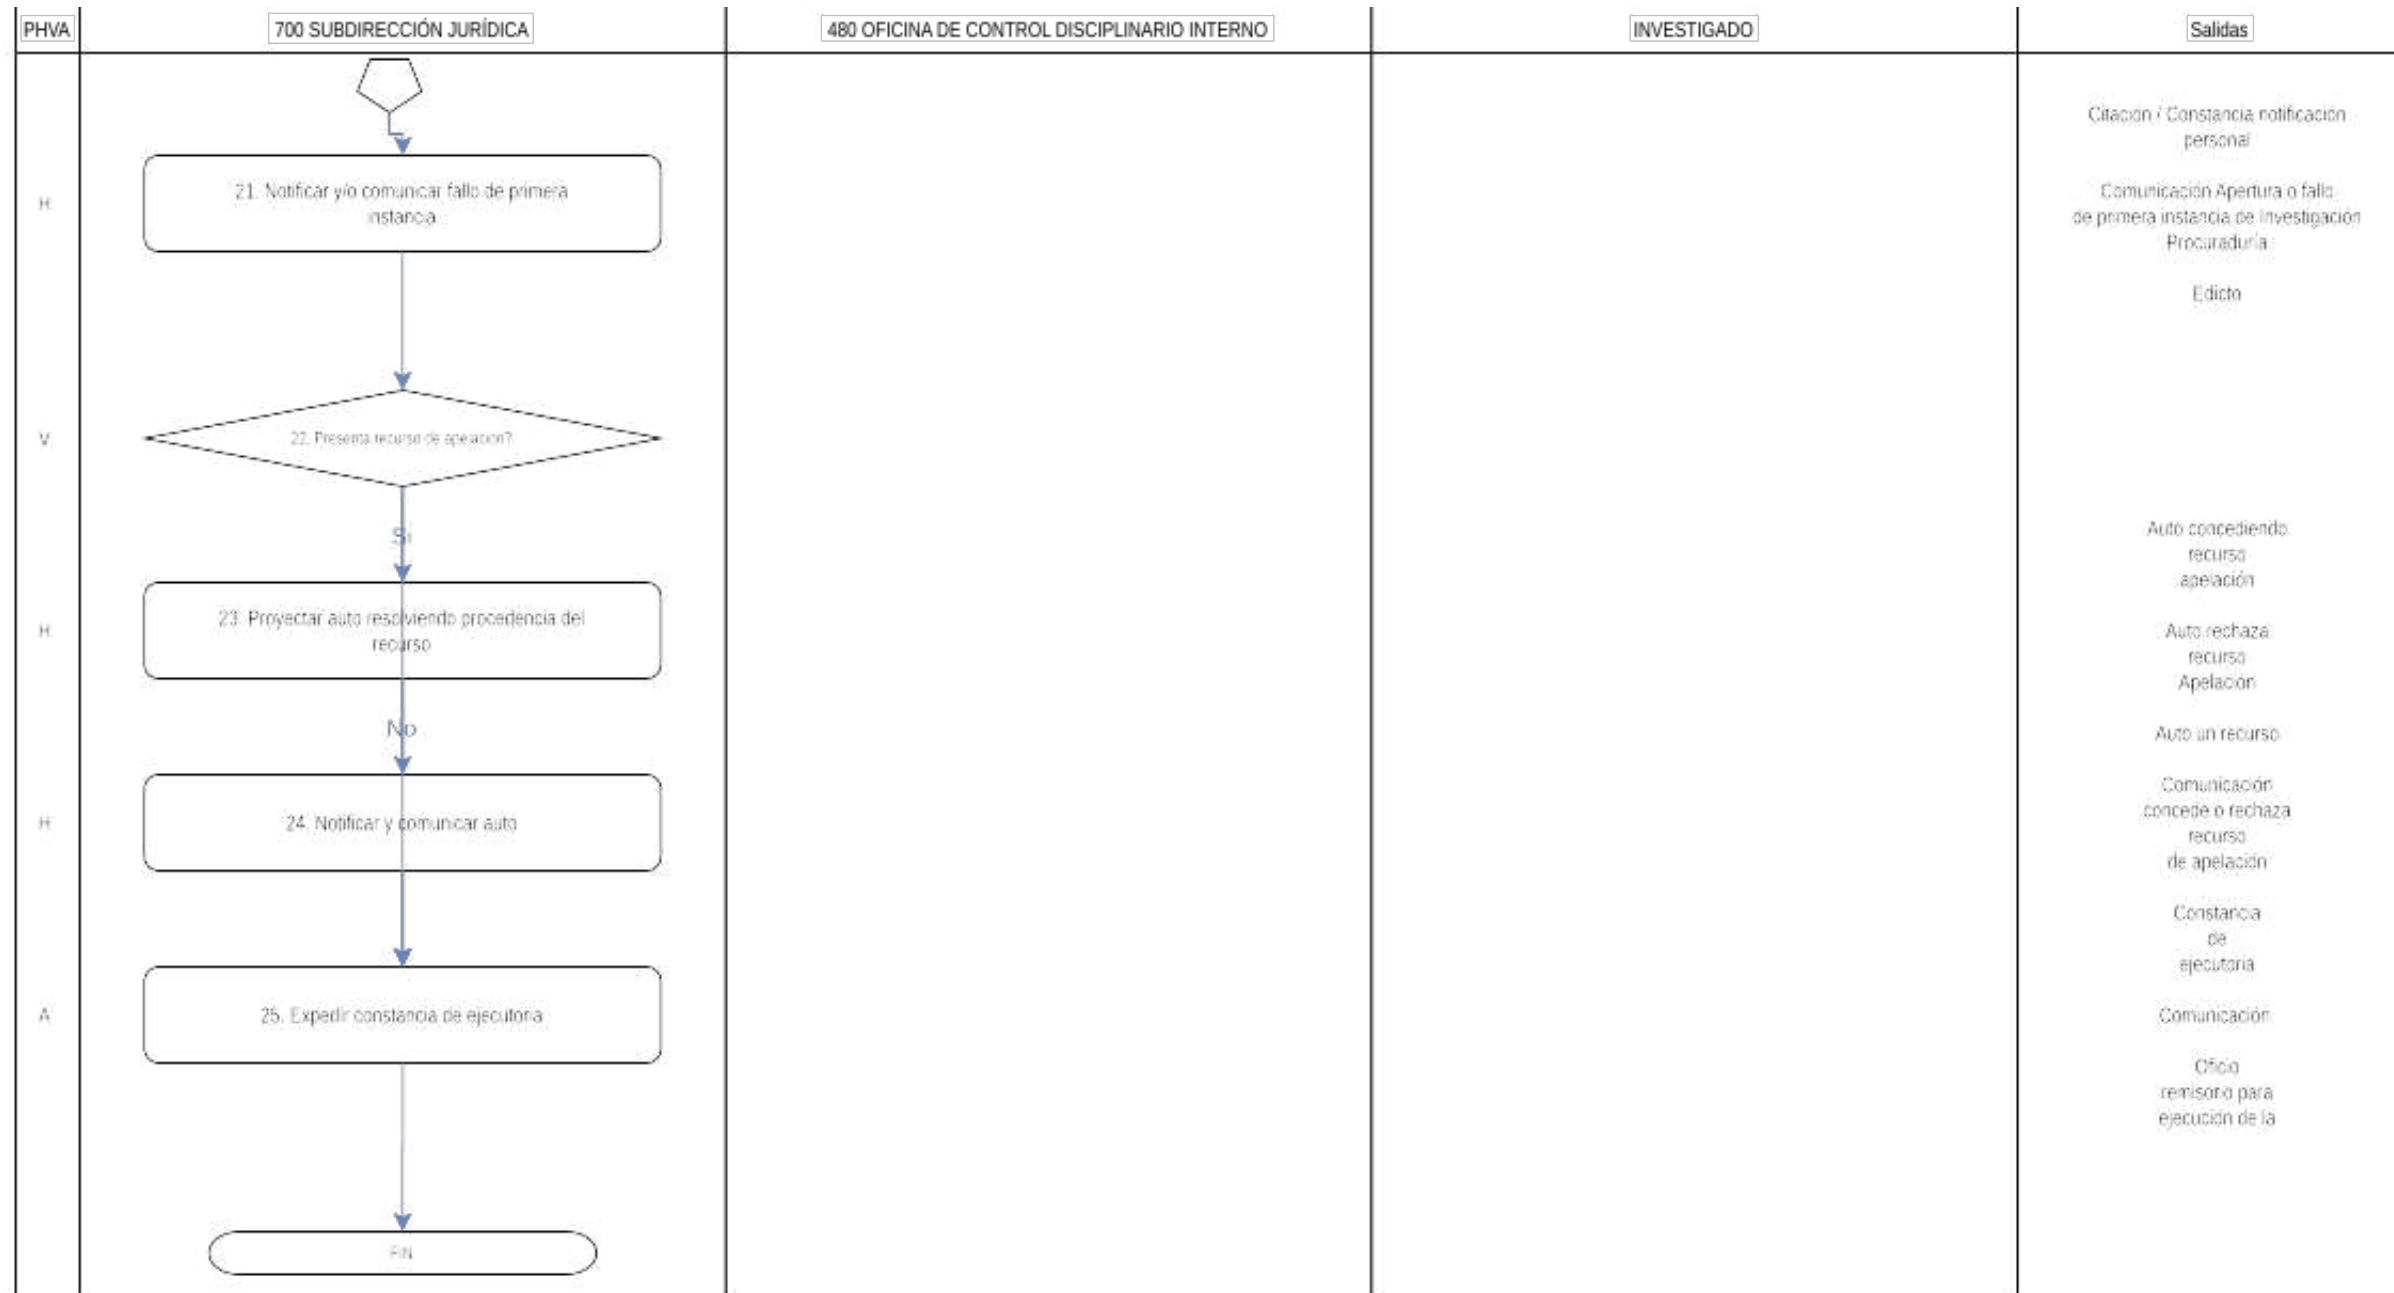 PHVA
700 SUBDIRECCIÓN JURÍDICA
480 OFICINA DE CONTROL DISCIPLINARIO INTERNO
INVESTIGADO
Salidas
H
21. Notificar y/o comunicar fallo de primera
instancia
Citación / Constancia notificación
personal
Comunicación Apertura o fallo
de primera instancia de Investigación
Procuraduría
Edicto
V
22. Presenta recurso de apelación?
Si
H
23. Proyectar auto resolviendo procedencia del
recurso
Auto concediendo
recurso
apelación
Auto rechaza
recurso
Apelación
No
Auto un recurso
H
24. Notificar y comunicar auto
Comunicación
concede o rechaza
recurso
de apelación
Constancia
de
ejecutoria
A
25. Expedir constancia de ejecutoria
Comunicación
Oficio
remisorio para
ejecución de la
FIN